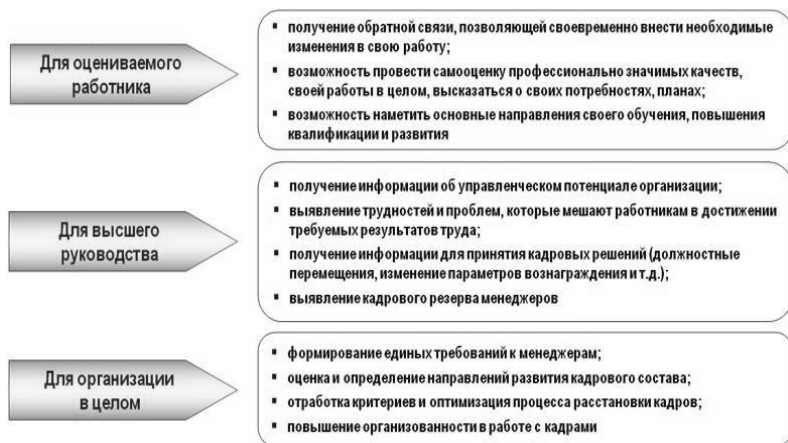 Для оцениваемого
работника
▪ получение обратной связи, позволяющей своевременно внести необходимые
изменения в свою работу;
▪ возможность провести самооценку профессионально значимых качеств,
своей работы в целом, высказаться о своих потребностях, планах;
▪ возможность наметить основные направления своего обучения, повышения
квалификации и развития
Для высшего
руководства
▪ получение информации об управленческом потенциале организации;
▪ выявление трудностей и проблем, которые мешают работникам в достижении
требуемых результатов труда;
▪ получение информации для принятия кадровых решений (должностные
перемещения, изменение параметров вознаграждения и т.д.);
▪ выявление кадрового резерва менеджеров
Для организации
в целом
▪ формирование единых требований к менеджерам;
▪ оценка и определение направлений развития кадрового состава;
▪ отработка критериев и оптимизация процесса расстановки кадров;
▪ повышение организованности в работе с кадрами